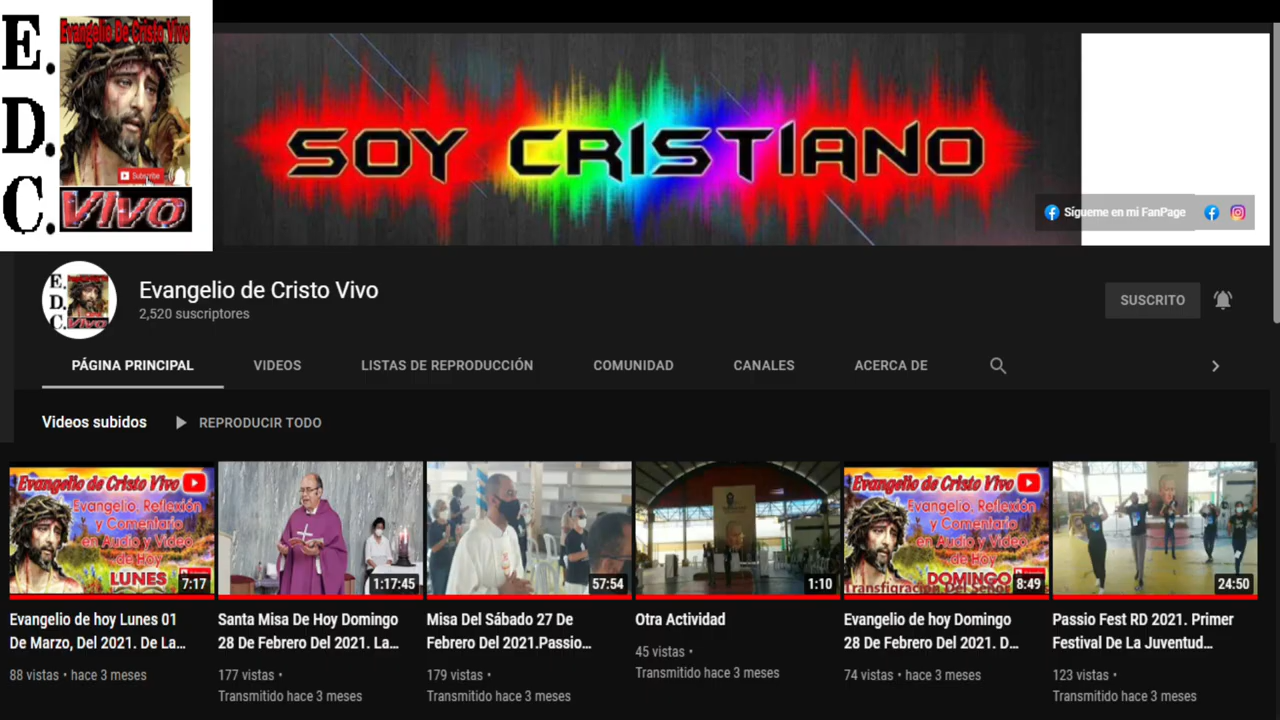 E.
D.
C.
Evangelio De Cristo Vivo
Subscribe
Vivo
SOY CRISTIANO
Sígueme en mi FanPage
E.
D.
C.
Vivo
Evangelio de Cristo Vivo
2,520 suscriptores
SUSCRITO
PÁGINA PRINCIPAL
VIDEOS
LISTAS DE REPRODUCCIÓN
COMUNIDAD
CANALES
ACERCA DE
Videos subidos
REPRODUCIR TODO
Evangelio de Cristo Vivo
Evangelio, Reflexión
y Comentario
en Audio y Video
de Hoy
LUNES
7:17
1:17:45
57:54
1:10
Evangelio de Cristo Vivo
Evangelio, Reflexión
y Comentario
en Audio y Video
de Hoy
DOMINGO
Transfigración Del Señor
8:49
24:50
Evangelio de hoy Lunes 01
De Marzo, Del 2021. De La...
88 vistas • hace 3 meses
Santa Misa De Hoy Domingo
28 De Febrero Del 2021. La...
177 vistas •
Transmitido hace 3 meses
Misa Del Sábado 27 De
Febrero Del 2021.Passio...
179 vistas •
Transmitido hace 3 meses
Otra Actividad
45 vistas •
Transmitido hace 3 meses
Evangelio de hoy Domingo
28 De Febrero Del 2021. D...
74 vistas • hace 3 meses
Passio Fest RD 2021. Primer
Festival De La Juventud...
123 vistas •
Transmitido hace 3 meses